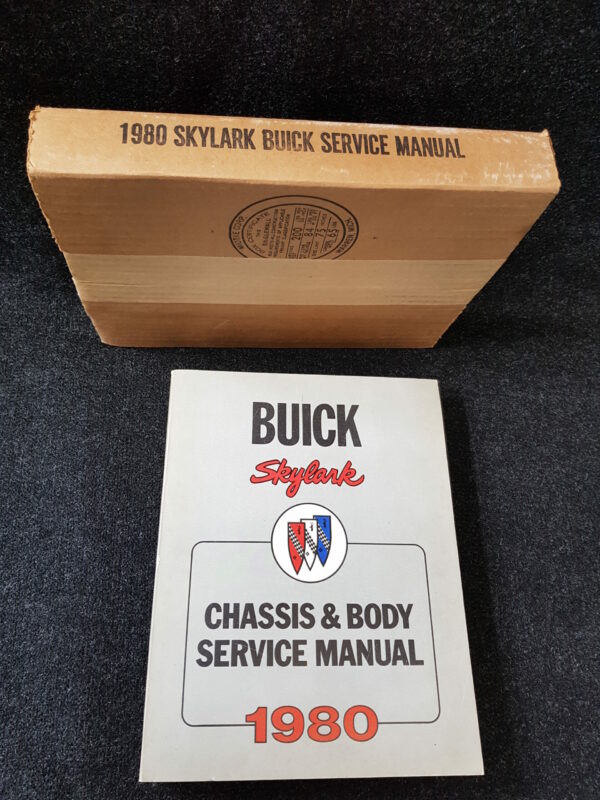 1980 SKYLARK BUICK SERVICE MANUAL
BUICK
Skylark
CHASSIS & BODY
SERVICE MANUAL
1980